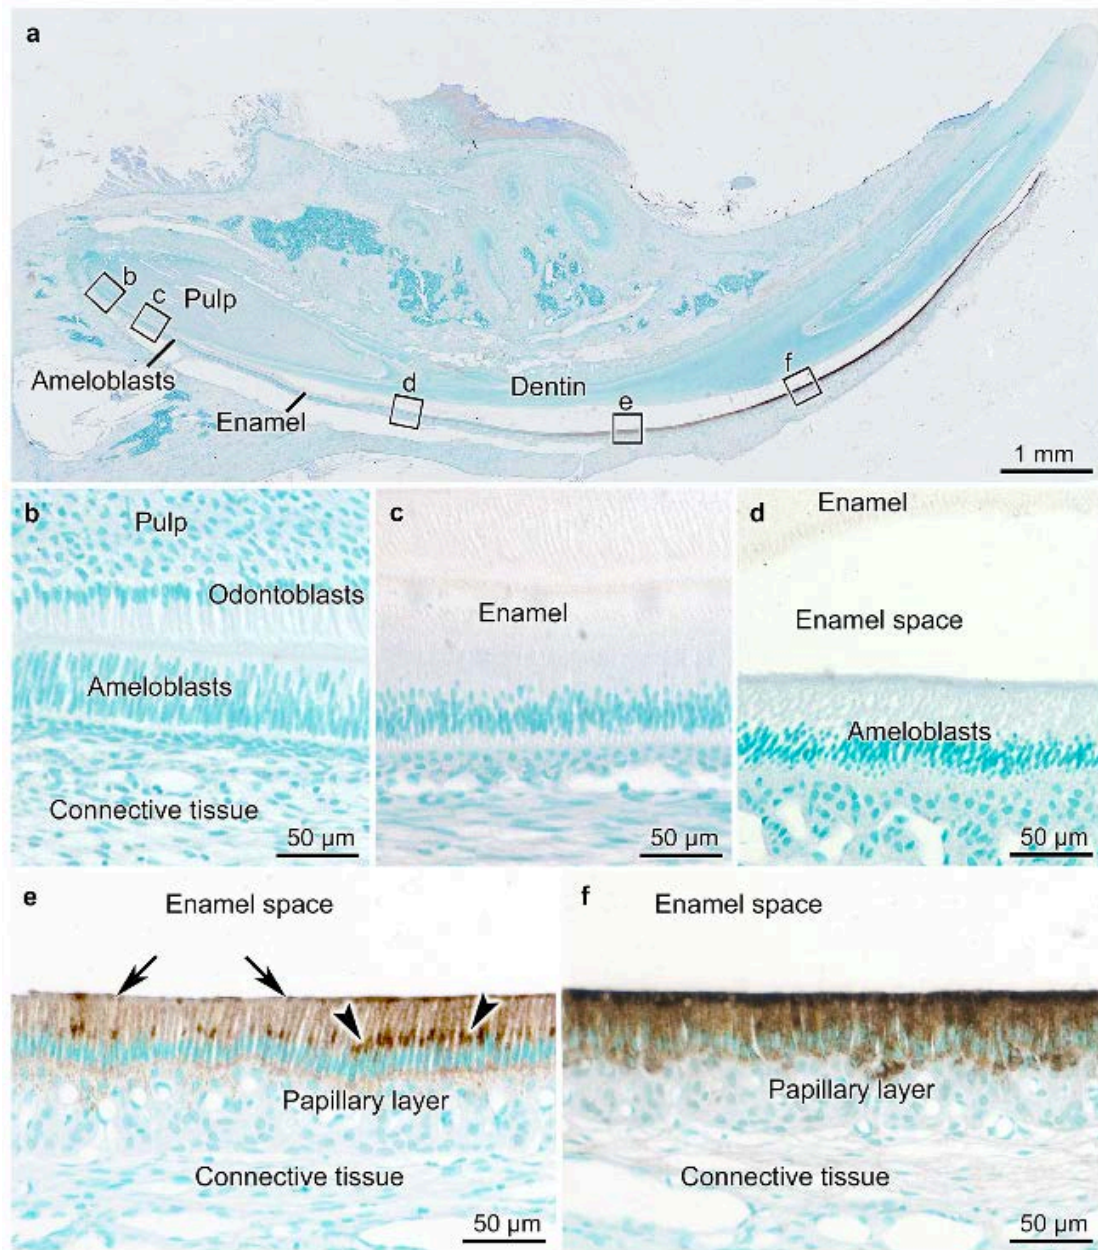 a
b
c
Pulp
Ameloblasts
d
Enamel
Dentin
e
f
1 mm
b
Pulp
Odontoblasts
Ameloblasts
Connective tissue
50 µm
c
Enamel
50 µm
d
Enamel
Enamel space
Ameloblasts
50 µm
e
Enamel space
Papillary layer
Connective tissue
50 µm
f
Enamel space
Papillary layer
Connective tissue
50 µm